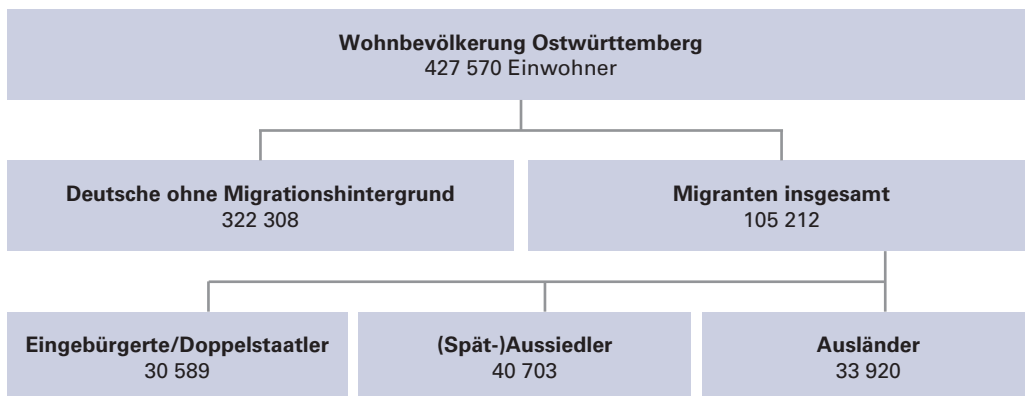 Wohnbevölkerung Ostwürttemberg
427 570 Einwohner
Deutsche ohne Migrationshintergrund
322 308
Migranten insgesamt
105 212
Eingebürgerte/Doppelstaatler
30 589
(Spät-)Aussiedler
40 703
Ausländer
33 920